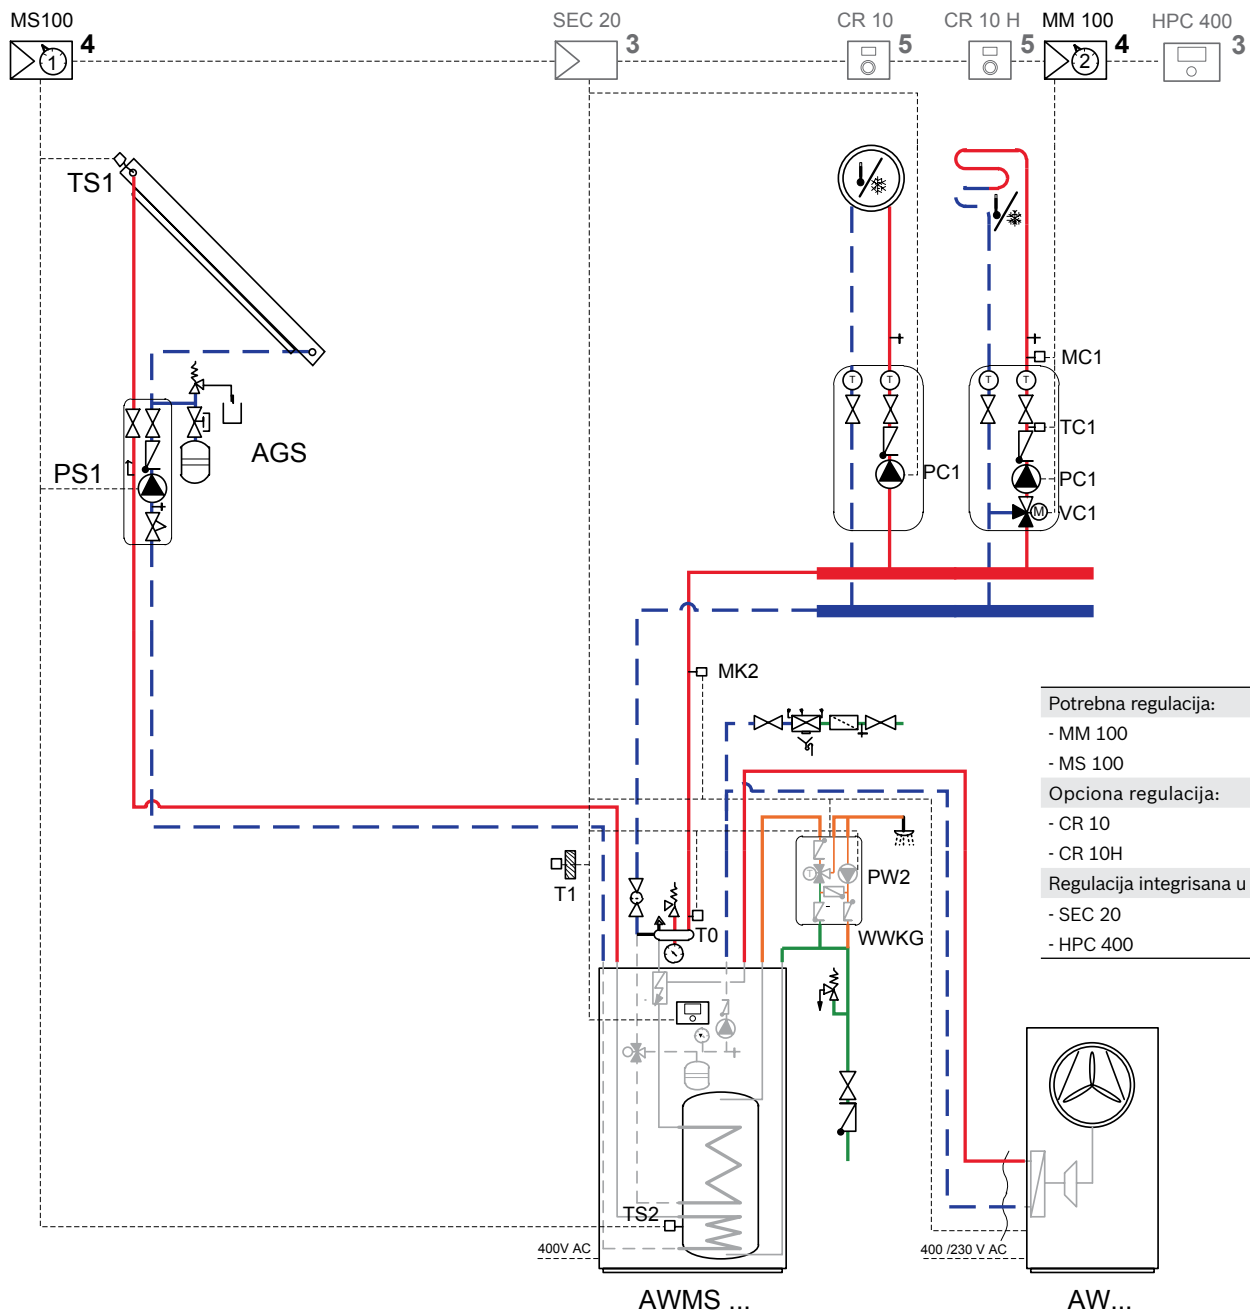 MS100
SEC 20
CR 10
CR 10 H
MM 100
HPC 400
4
3
5
5
4
3
1
2
TS1
MC1
T
T
T
T
TC1
AGS
PS1
PC1
PC1
M
VC1
MK2
Potrebna regulacija:
- MM 100
- MS 100
Opciona regulacija:
- CR 10
- CR 10H
Regulacija integrisana u
- SEC 20
- HPC 400
T1
T
PW2
T0
WWKG
TS2
400V AC
400 /230 V AC
AWMS ...
AW...